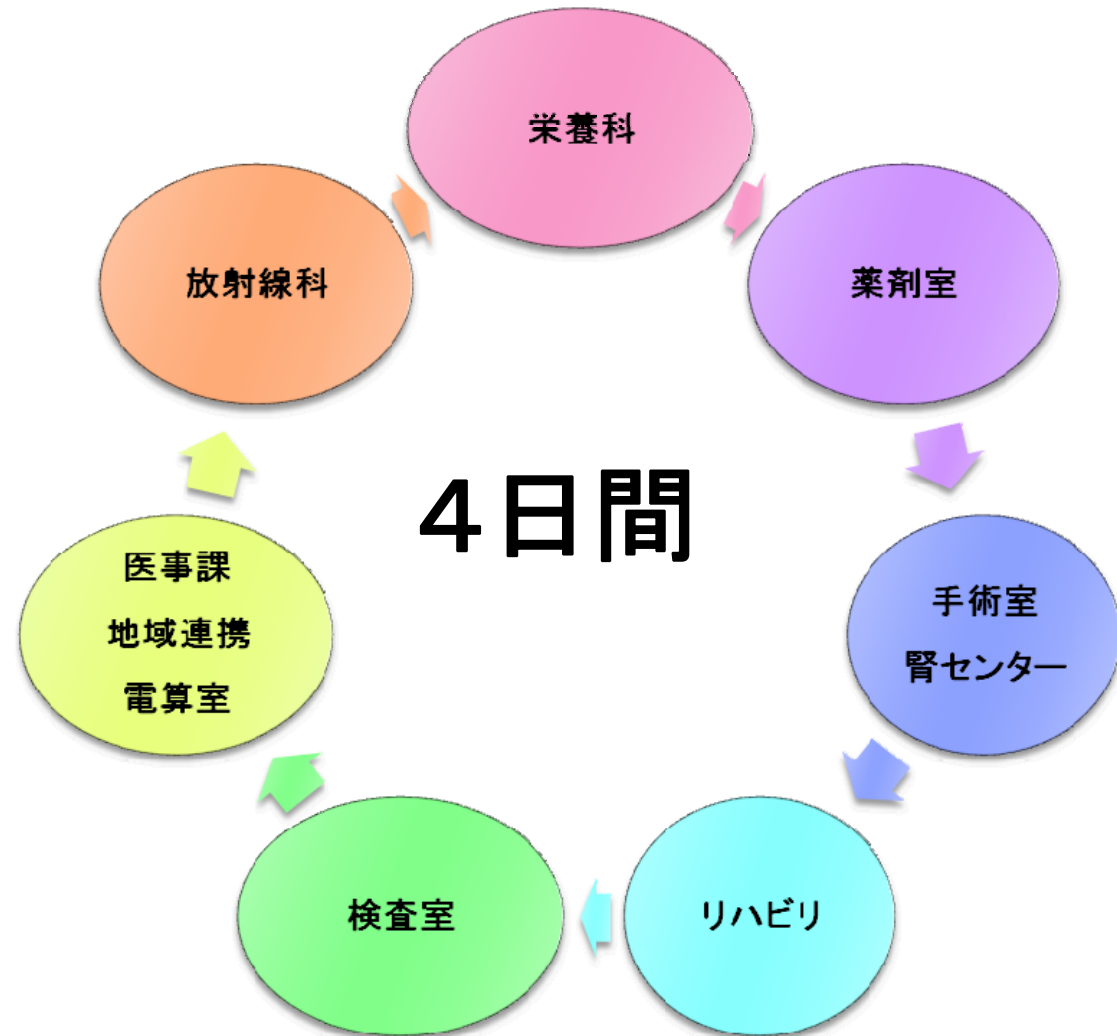 栄養科
薬剤室
手術室
腎センター
リハビリ
検査室
医事課
地域連携
電算室
放射線科
４日間